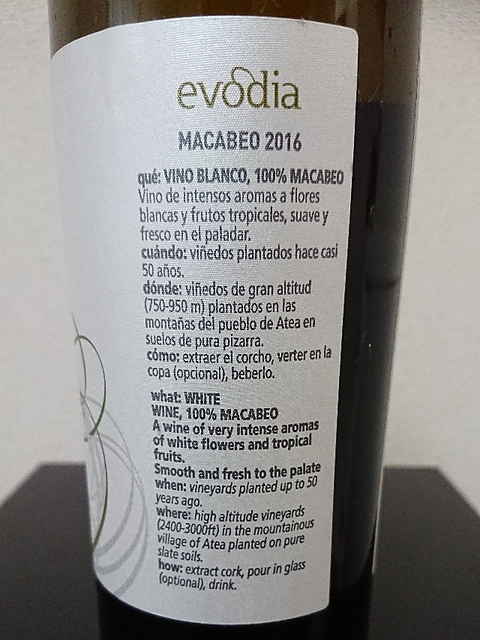 evodia
MACABEO 2016
qué: VINO BLANCO, 100% MACABEO
Vino de intensos aromas a flores
blancas y frutos tropicales, suave y
fresco en el paladar.
cuándo: viñedos plantados hace casi
50 años.
dónde: viñedos de gran altitud
(750-950 m) plantados en las
montañas del pueblo de Atea en
suelos de pura pizarra.
cómo: extraer el corcho, verter en la
copa (opcional), beberlo.
what: WHITE
WINE, 100% MACABEO
A wine of very intense aromas
of white flowers and tropical
fruits.
Smooth and fresh to the palate
when: vineyards planted up to 50
years ago.
where: high altitude vineyards
(2400-3000ft) in the mountainous
village of Atea planted on pure
slate soils.
how: extract cork, pour in glass
(optional), drink.